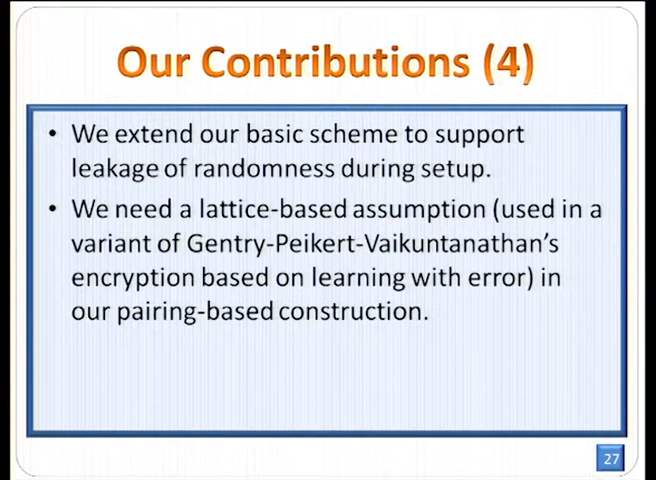 Our Contributions (4)
• We extend our basic scheme to support
leakage of randomness during setup.
• We need a lattice-based assumption (used in a
variant of Gentry-Peikert-Vaikuntanathan's
encryption based on learning with error) in
our pairing-based construction.
27